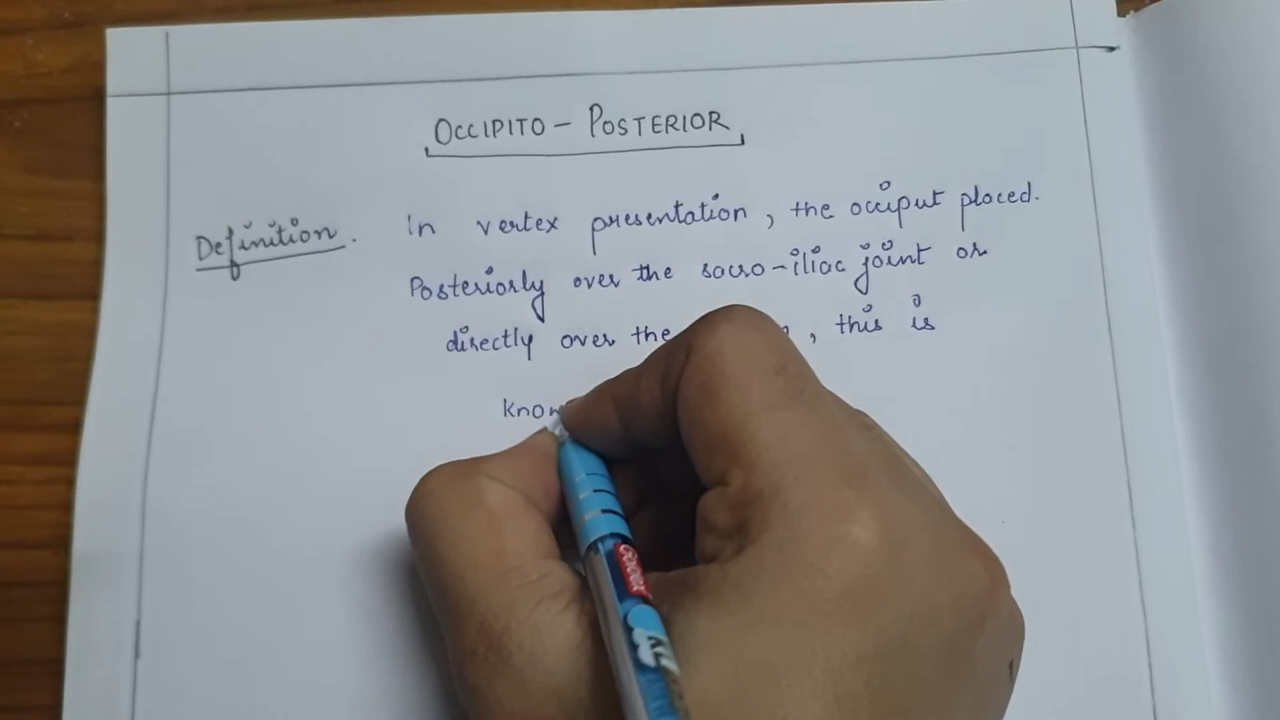 OCCIPITO - POSTERIOR
Definition. In vertex presentation, the occiput placed.
Posteriorly over the sacro-iliac joint or
directly over the , this is
know